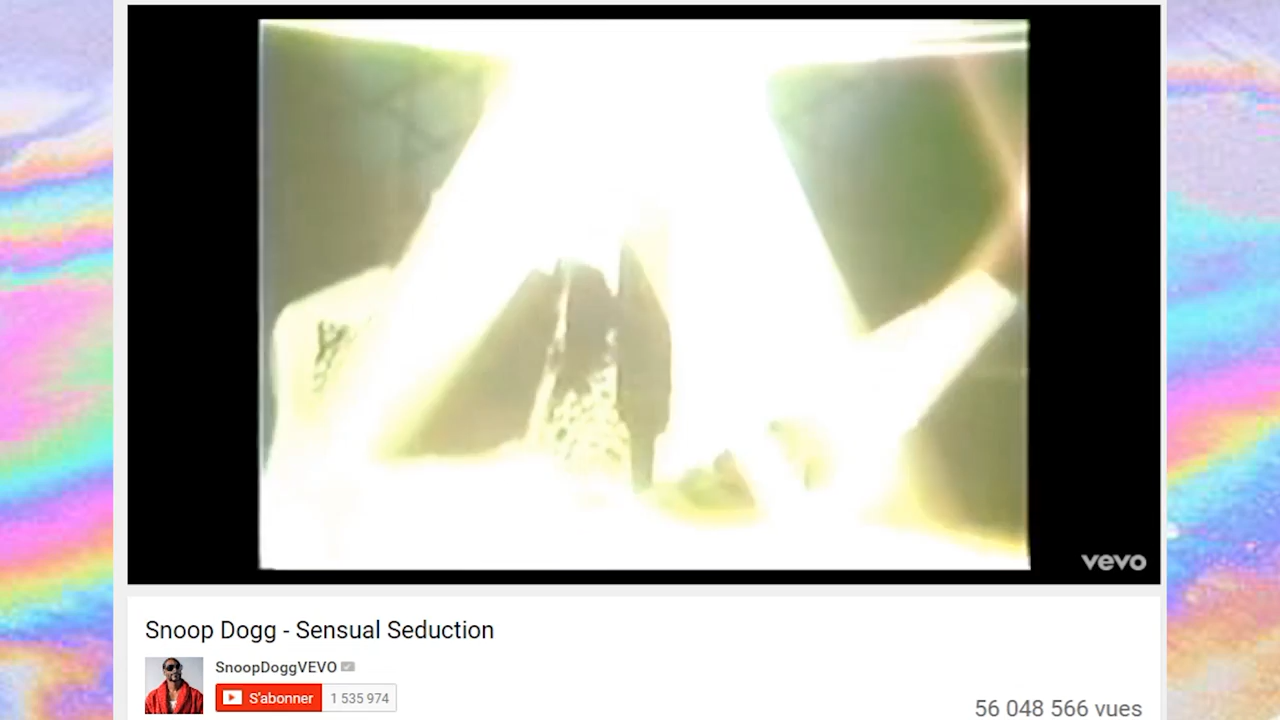 vevo
Snoop Dogg - Sensual Seduction
SnoopDoggVEVO
S'abonner 1 535 974
56 048 566 vues